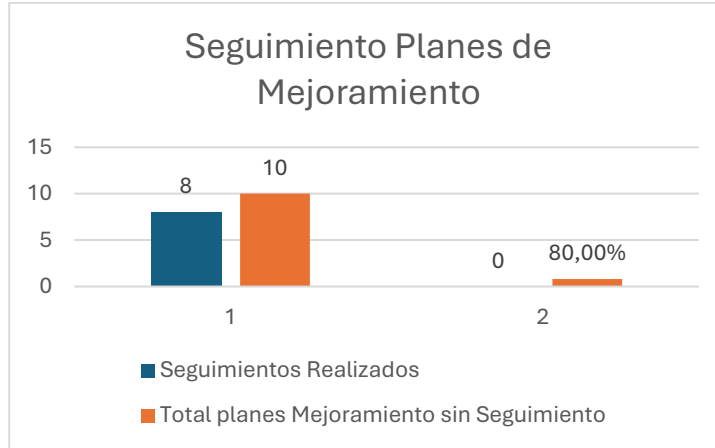 Seguimiento Planes de
Mejoramiento
15
10
5
0
8
10
0
80,00%
1
2
Seguimientos Realizados
Total planes Mejoramiento sin Seguimiento